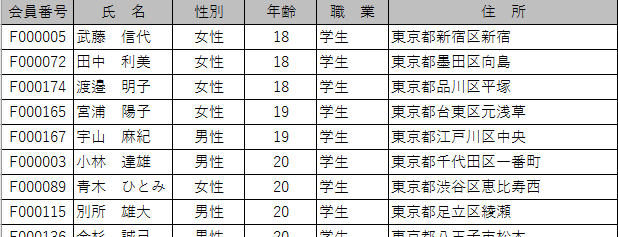 会員番号 氏　名 性別 年齢 職　業 住　所
F000005 武藤　信代 女性 18 学生 東京都新宿区新宿
F000072 田中　利美 女性 18 学生 東京都墨田区向島
F000174 渡邉　明子 女性 18 学生 東京都品川区平塚
F000165 宮浦　陽子 女性 19 学生 東京都台東区元浅草
F000167 宇山　麻紀 男性 19 学生 東京都江戸川区中央
F000003 小林　達雄 男性 20 学生 東京都千代田区一番町
F000089 青木　ひとみ 女性 20 学生 東京都渋谷区恵比寿西
F000115 別所　雄大 男性 20 学生 東京都足立区綾瀬
F000136 男性 20 学生